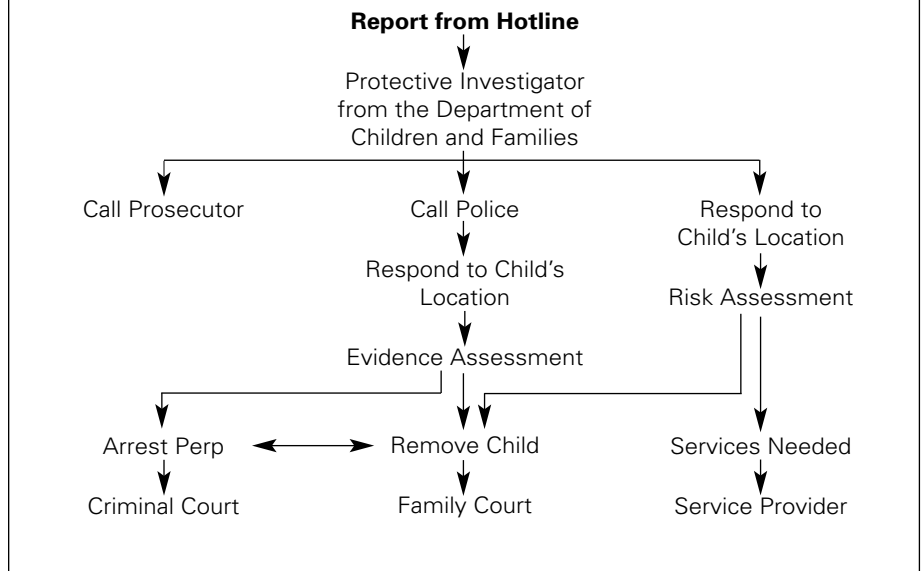 Report from Hotline
Protective Investigator
from the Department of
Children and Families
Call Prosecutor
Call Police
Respond to
Child's Location
Respond to Child's
Location
Risk Assessment
Evidence Assessment
Arrest Perp
Remove Child
Services Needed
Criminal Court
Family Court
Service Provider